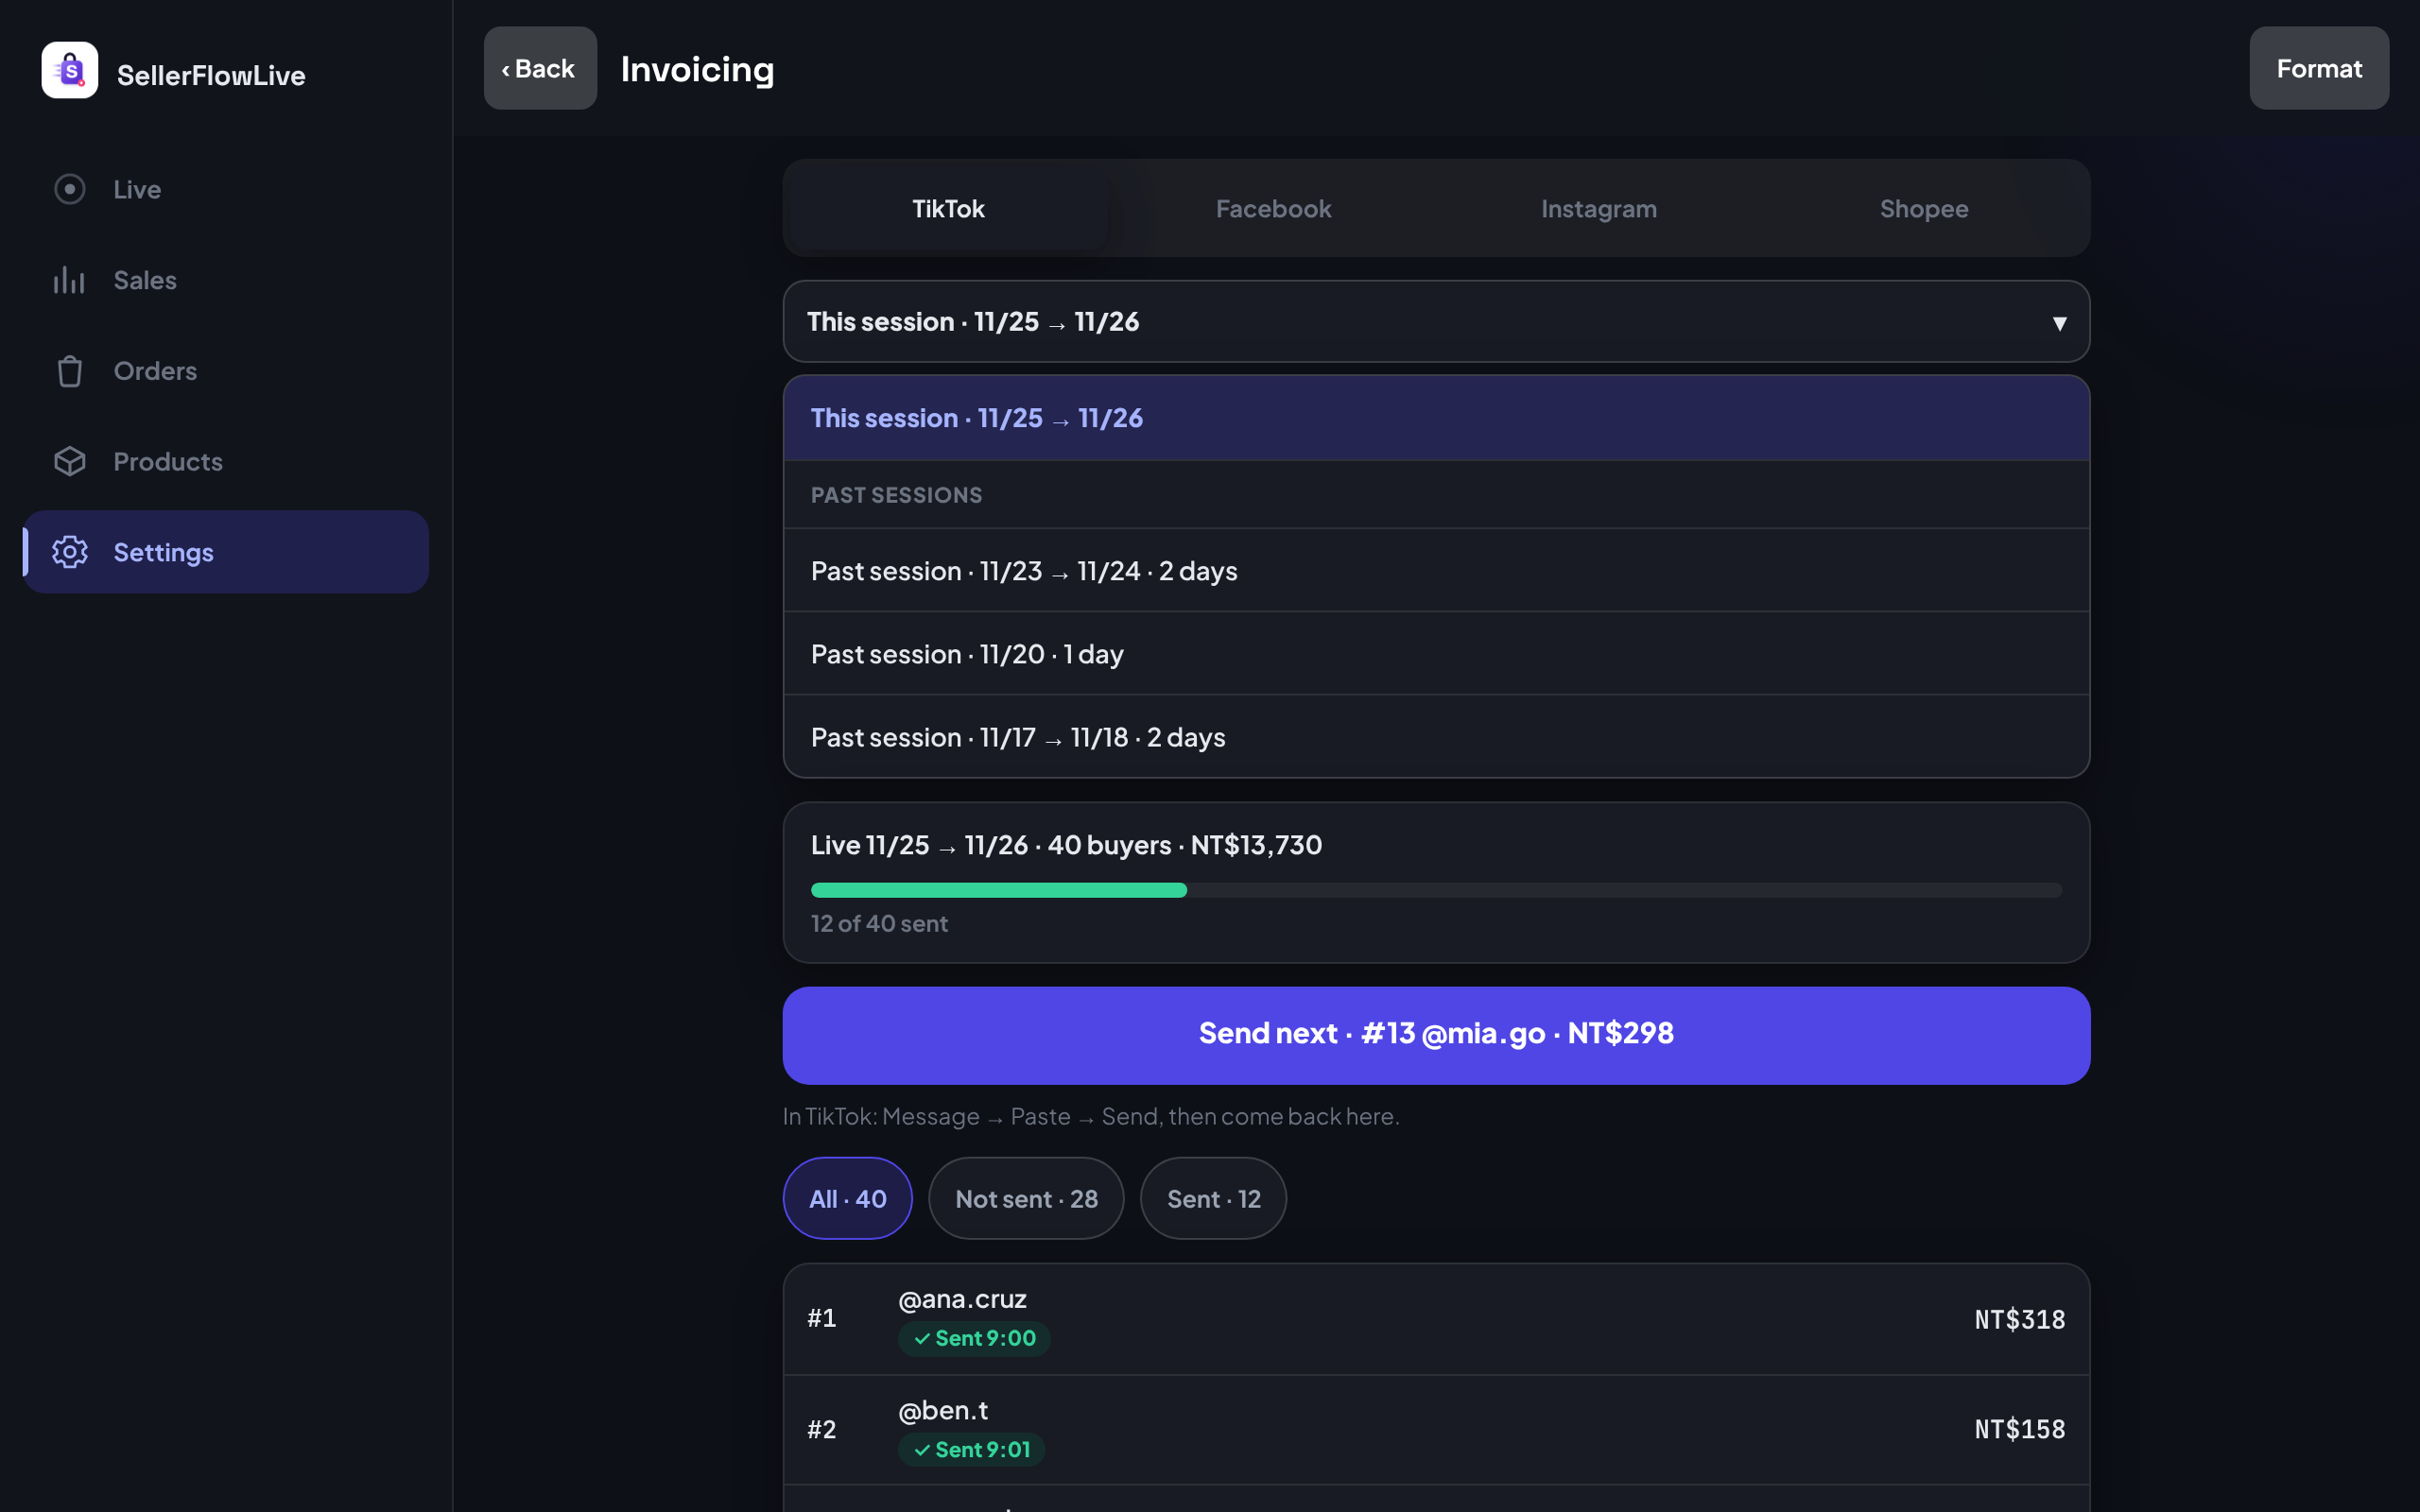 SellerFlowLive
Live
Sales
Orders
Products
Settings
‹ Back
Invoicing
Format
TikTok
Facebook
Instagram
Shopee
This session · 11/25 → 11/26
▼
This session · 11/25 → 11/26
PAST SESSIONS
Past session · 11/23 → 11/24 · 2 days
Past session · 11/20 · 1 day
Past session · 11/17 → 11/18 · 2 days
Live 11/25 → 11/26 · 40 buyers · NT$13,730
12 of 40 sent
Send next · #13 @mia.go · NT$298
In TikTok: Message → Paste → Send, then come back here.
All · 40
Not sent · 28
Sent · 12
#1
@ana.cruz
✓ Sent 9:00
NT$318
#2
@ben.t
✓ Sent 9:01
NT$158